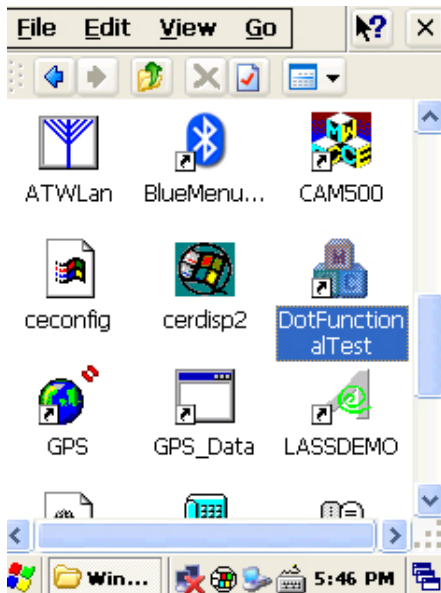 File Edit View Go
ATWLan BlueMenu... CAM500
ceconfig cerdisp2 DotFunction
alTest
GPS GPS_Data LASSDEMO
Win... 5:46 PM